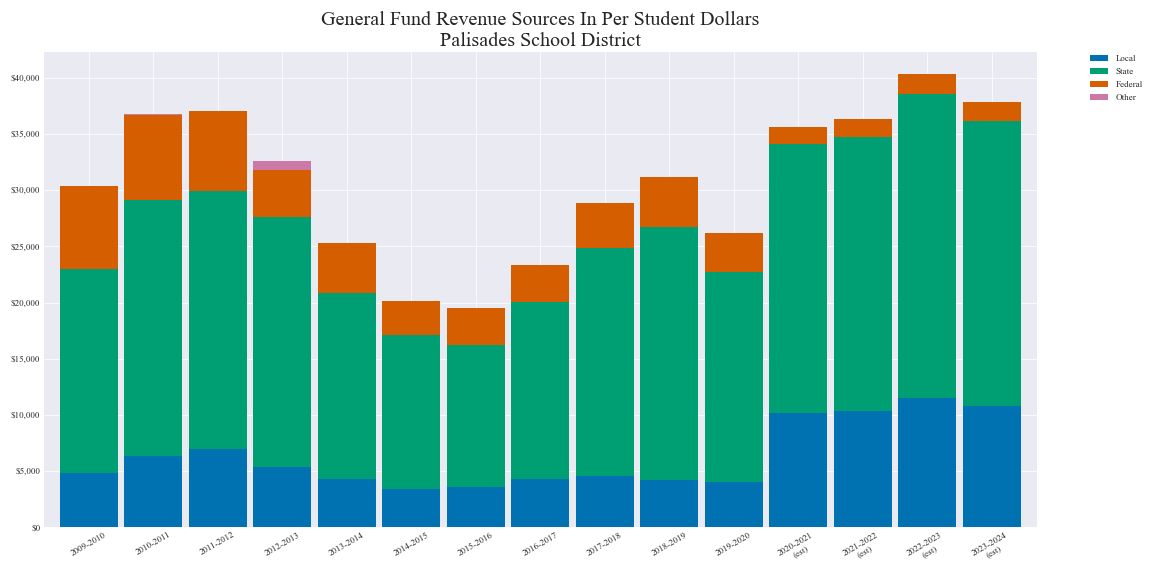 General Fund Revenue Sources In Per Student Dollars
Palisades School District
Local
State
Federal
Other
$40,000
$35,000
$30,000
$25,000
$20,000
$15,000
$10,000
$5,000
$0
2009-2010
2010-2011
2011-2012
2012-2013
2013-2014
2014-2015
2015-2016
2016-2017
2017-2018
2018-2019
2019-2020
2020-2021
(est)
2021-2022
(est)
2022-2023
(est)
2023-2024
(est)